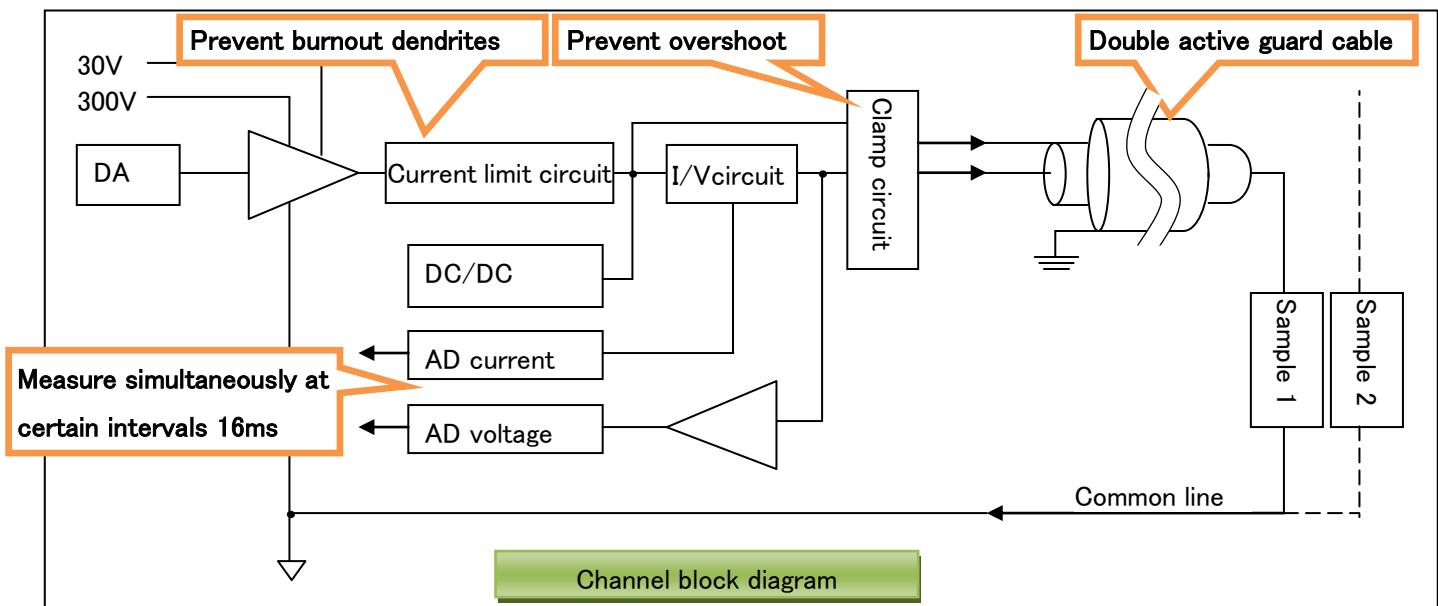 Prevent burnout dendrites
Prevent overshoot
Double active guard cable
30V
300V
DA
Current limit circuit
I/Vcircuit
Clamp circuit
DC/DC
AD current
Measure simultaneously at
certain intervals 16ms
AD voltage
Sample 1
Sample 2
Common line
Channel block diagram